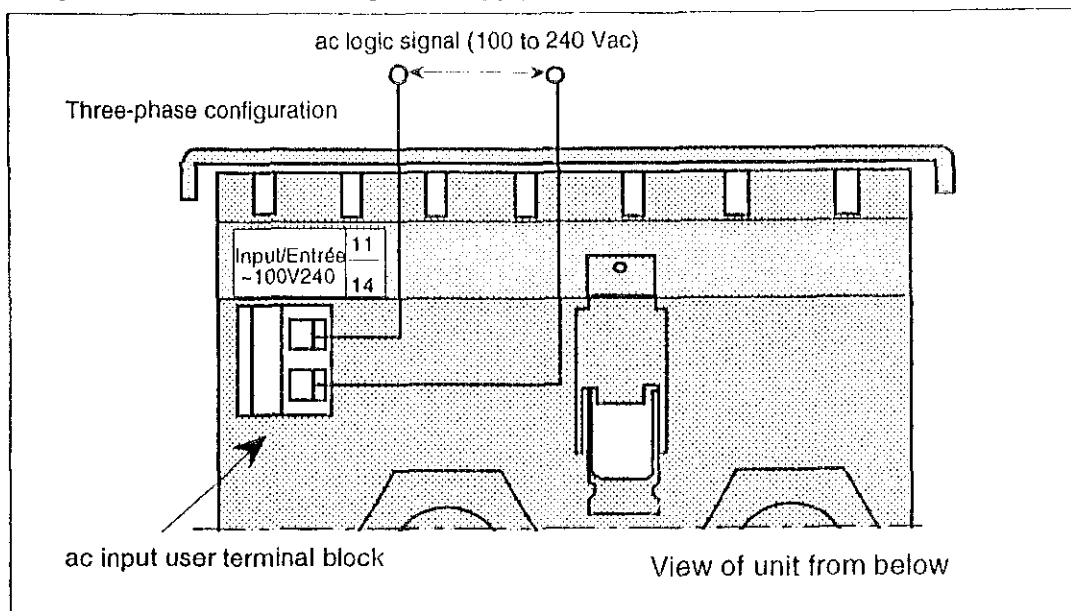 ac logic signal (100 to 240 Vac)
Three-phase configuration
Input/Entrée 11
~100V240 14
ac input user terminal block
View of unit from below